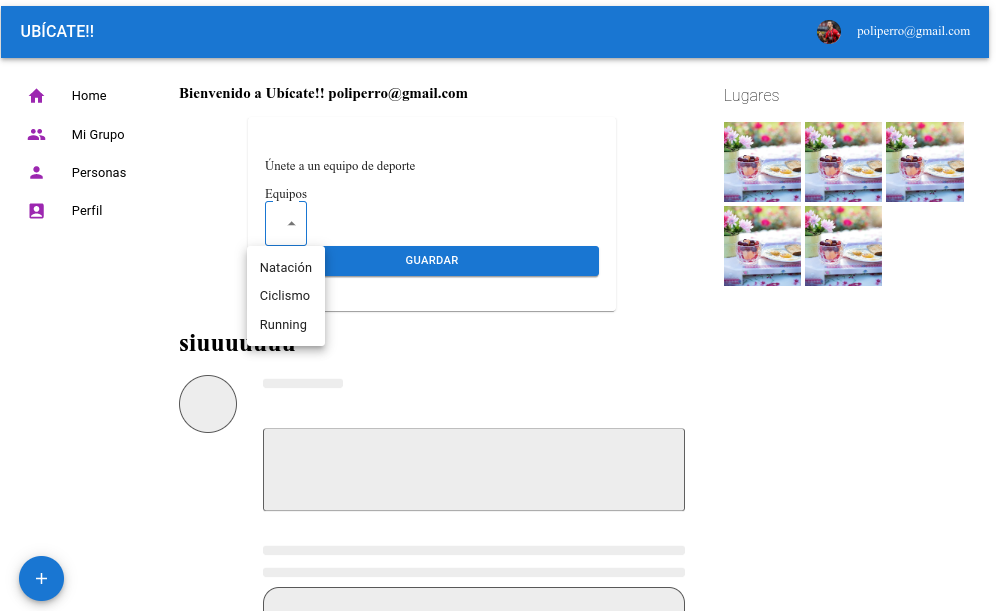 UBÍCATE!!
poliperro@gmail.com
Home
Mi Grupo
Personas
Perfil
Bienvenido a Ubícate!! poliperro@gmail.com
Únete a un equipo de deporte
Equipos
GUARDAR
Natación
Ciclismo
Running
Lugares
+